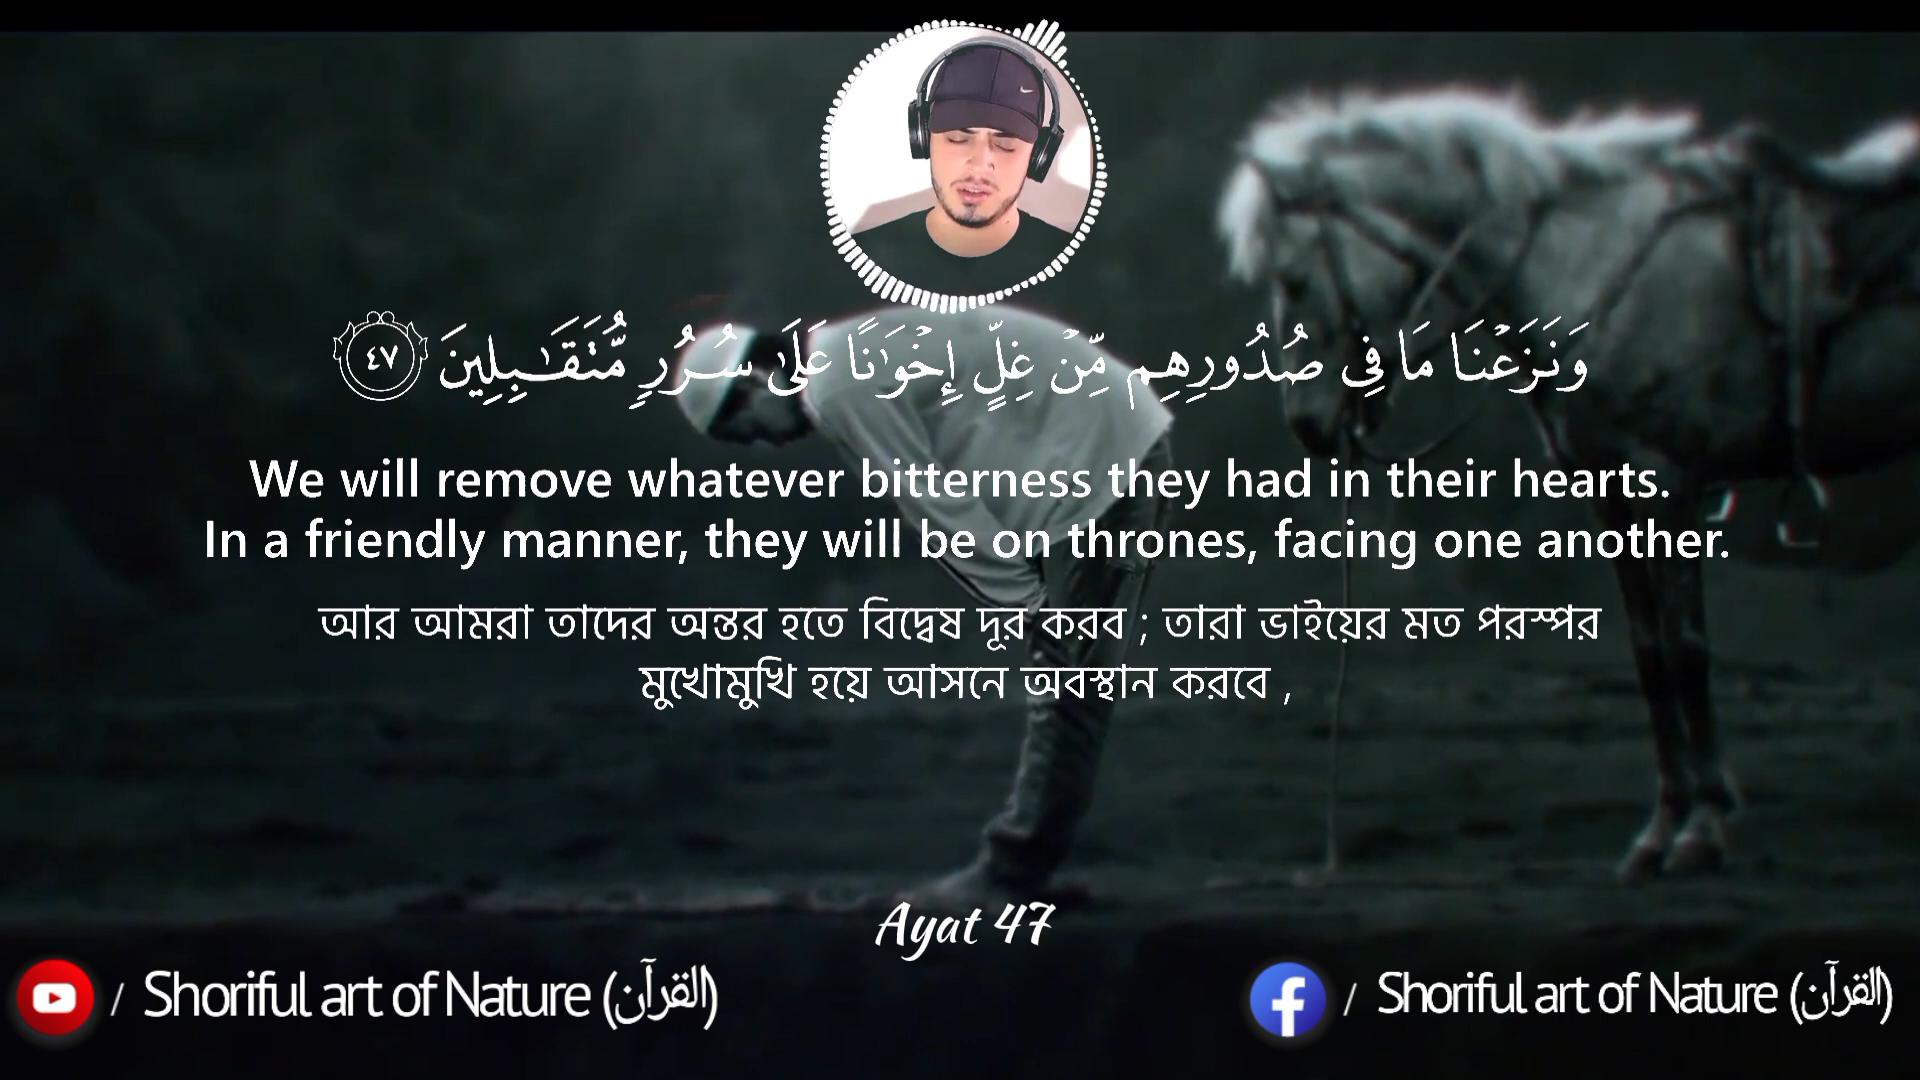 وَنَزَعْنَا مَا فِي صُدُورِهِم مِّنْ غِلٍّ إِخْوَٰنًا عَلَىٰ سُرُرٍ مُّتَقَـٰبِلِينَ ٤٧
We will remove whatever bitterness they had in their hearts.
In a friendly manner, they will be on thrones, facing one another.
আর আমরা তাদের অন্তর হতে বিদ্বেষ দূর করব ; তারা ভাইয়ের মত পরস্পর
মুখোমুখি হয়ে আসনে অবস্থান করবে ,
Ayat 47
/ Shoriful art of Nature (القرآن)
/ Shoriful art of Nature (القرآن)